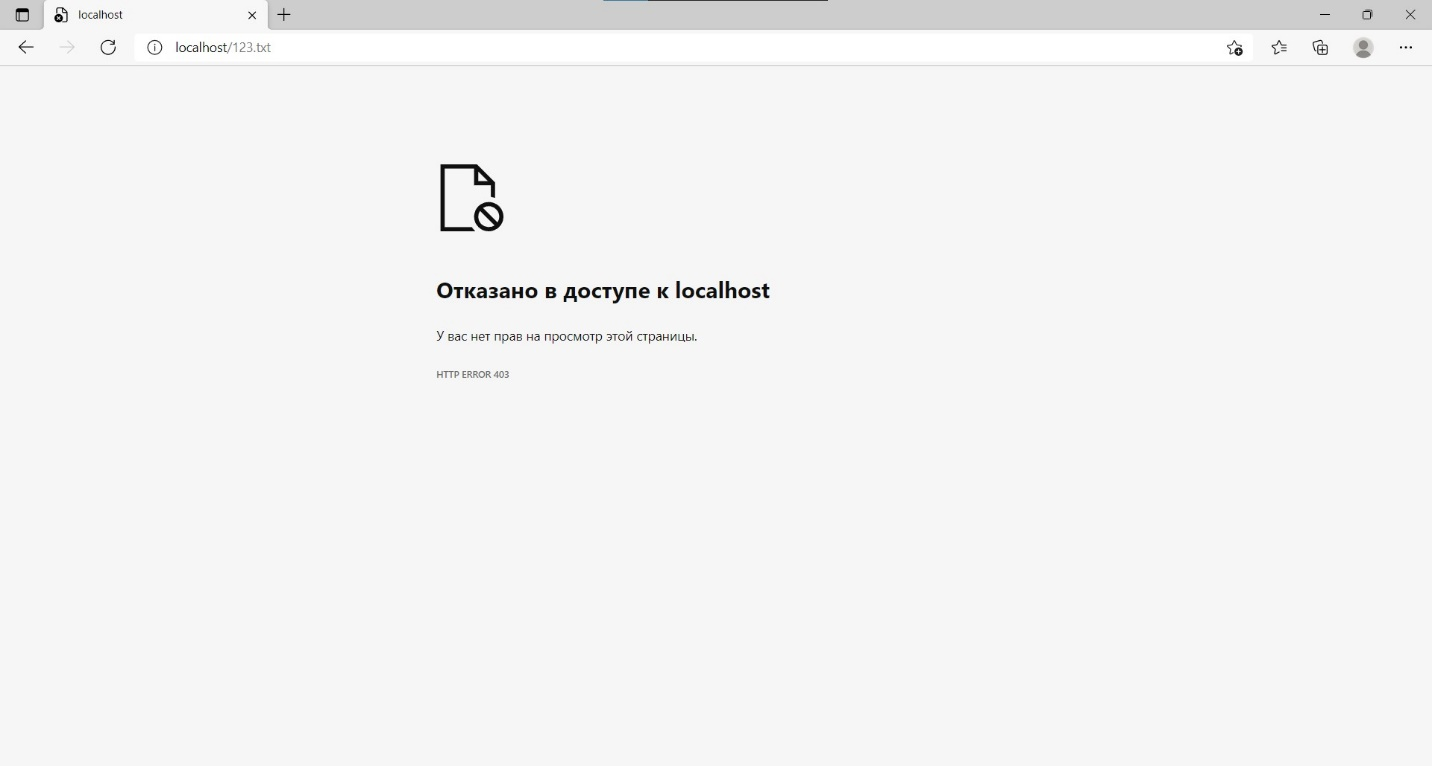 localhost
localhost/123.txt
Отказано в доступе к localhost
У вас нет прав на просмотр этой страницы.
HTTP ERROR 403